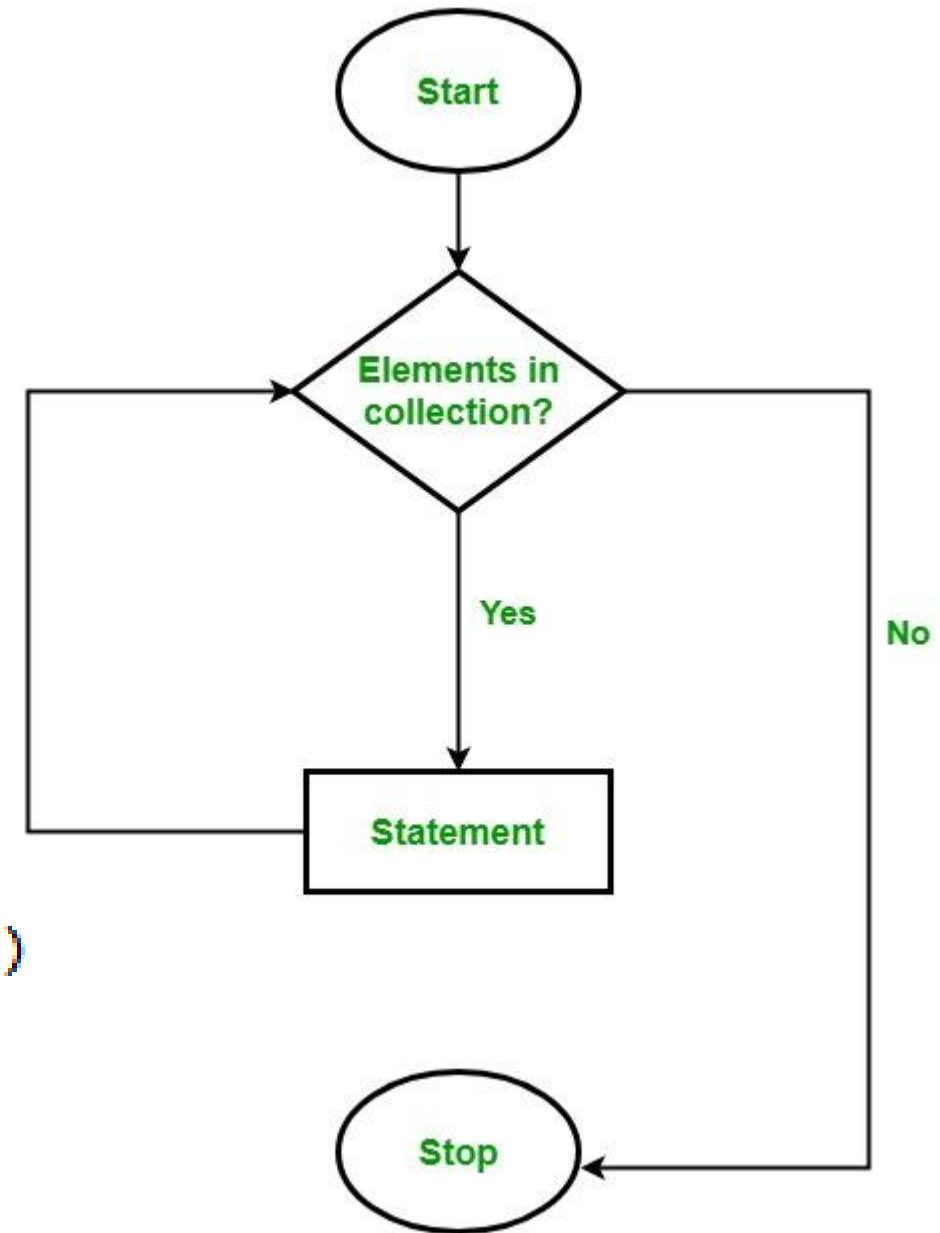 Start
Elements in
collection?
Yes
No
Statement
)
Stop